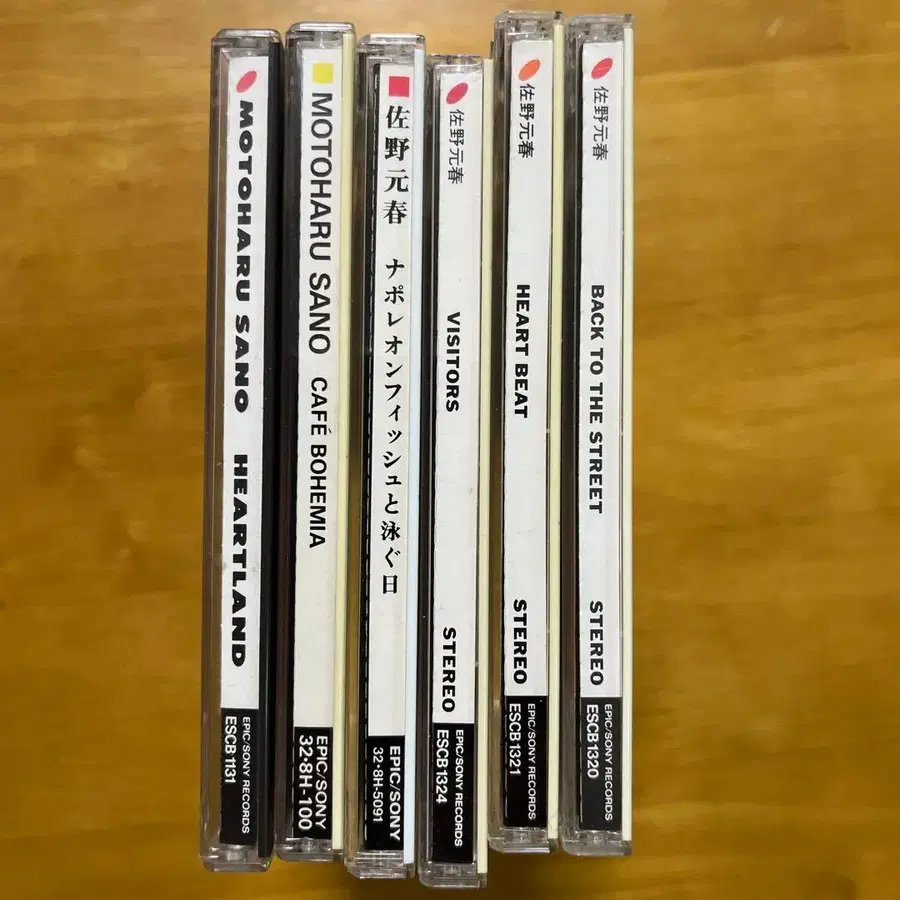 MOTOHARU SANO HEARTLAND
EPIC/SONY RECORDS
ESCB 1131
MOTOHARU SANO CAFÉ BOHEMIA
EPIC/SONY
32・8H-100
佐野元春 ナポレオンフィッシュと泳ぐ日
EPIC/SONY
32・8H-5091
佐野元春 VISITORS STEREO
EPIC/SONY RECORDS
ESCB 1324
佐野元春 HEART BEAT STEREO
EPIC/SONY RECORDS
ESCB 1321
佐野元春 BACK TO THE STREET STEREO
EPIC/SONY RECORDS
ESCB 1320